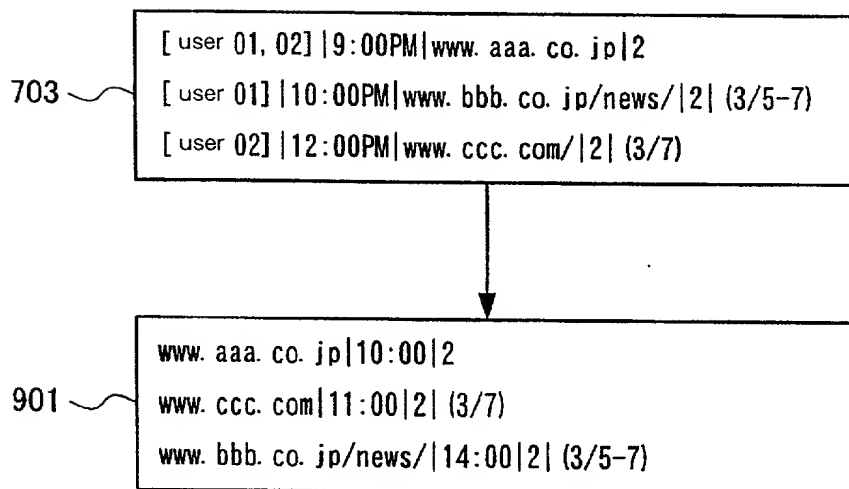 [user 01, 02]|9:00PM|www.aaa.co.jp|2
703
[user 01]|10:00PM|www.bbb.co.jp/news/|2|(3/5-7)
[user 02]|12:00PM|www.ccc.com/|2|(3/7)
www.aaa.co.jp|10:00|2
901
www.ccc.com|11:00|2|(3/7)
www.bbb.co.jp/news/|14:00|2|(3/5-7)